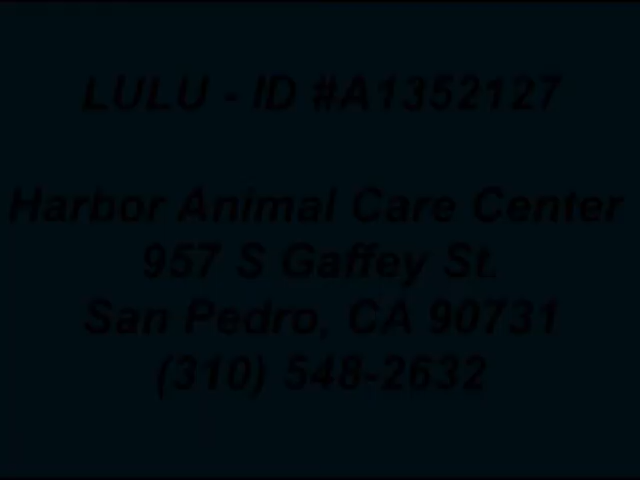 LULU - ID #A1352127
Harbor Animal Care Center
957 S Gaffey St.
San Pedro, CA 90731
(310) 548-2632